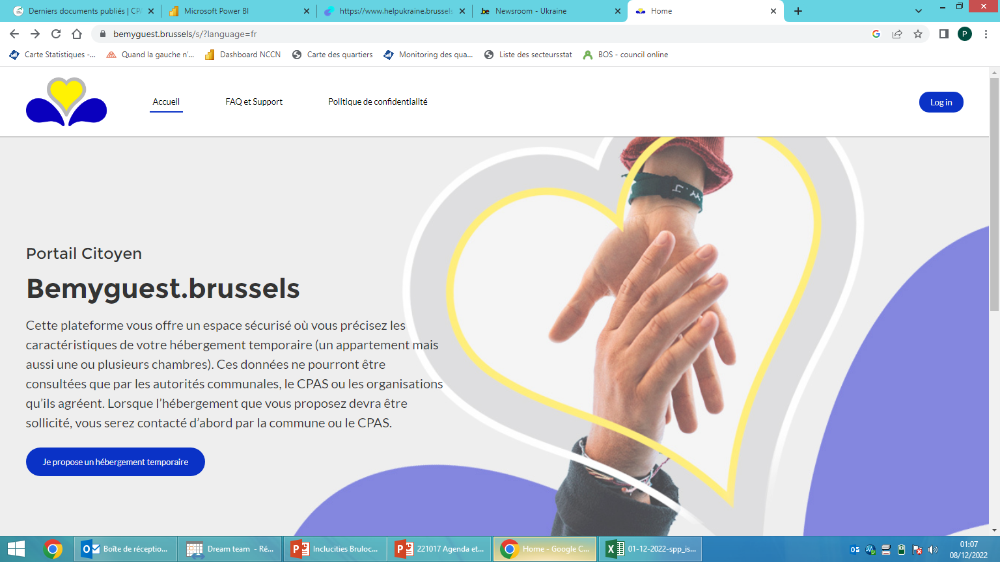 Derniers documents publiés | CP
Microsoft Power BI
https://www.helpukraine.brussels
.be Newsroom - Ukraine
Home
bemyguest.brussels/s/?language=fr
P
Carte Statistiques -...
Quand la gauche n'...
Dashboard NCCN
Carte des quartiers
Monitoring des qua...
Liste des secteursstat
BOS - council online
Accueil
FAQ et Support
Politique de confidentialité
Log in
Portail Citoyen
Bemyguest.brussels
Cette plateforme vous offre un espace sécurisé où vous précisez les
caractéristiques de votre hébergement temporaire (un appartement mais
aussi une ou plusieurs chambres). Ces données ne pourront être
consultées que par les autorités communales, le CPAS ou les organisations
qu’ils agréent. Lorsque l’hébergement que vous proposez devra être
sollicité, vous serez contacté d’abord par la commune ou le CPAS.
Je propose un hébergement temporaire
Boîte de réceptio...
Dream team - Ré...
Inclucities Bruloc...
221017 Agenda et...
Home - Google C...
01-12-2022-spp_is...
01:07
08/12/2022